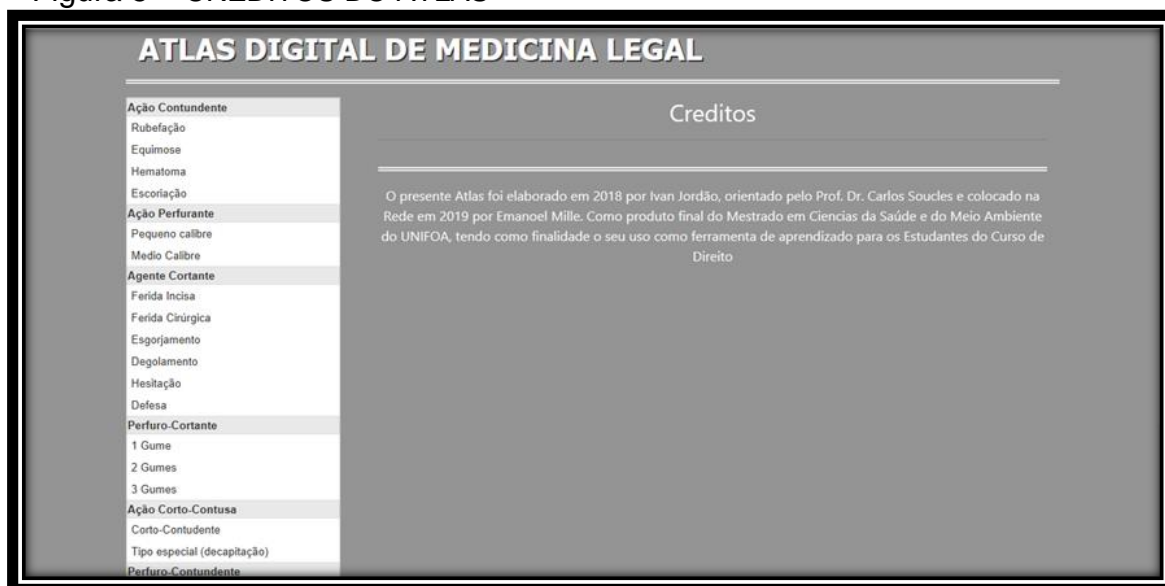 ATLAS DIGITAL DE MEDICINA LEGAL
Ação Contundente
Rubefação
Equimose
Hematoma
Escoriação
Ação Perfurante
Pequeno calibre
Medio Calibre
Agente Cortante
Ferida Incisa
Ferida Cirúrgica
Esgorjamento
Degolamento
Hesitação
Defesa
Perfuro-Cortante
1 Gume
2 Gumes
3 Gumes
Ação Corto-Contusa
Corto-Contudente
Tipo especial (decapitação)
Perfuro-Contundente
Creditos
O presente Atlas foi elaborado em 2018 por Ivan Jordão, orientado pelo Prof. Dr. Carlos Soucles e colocado na
Rede em 2019 por Emanoel Mille. Como produto final do Mestrado em Ciencias da Saúde e do Meio Ambiente
do UNIFOA, tendo como finalidade o seu uso como ferramenta de aprendizado para os Estudantes do Curso de
Direito